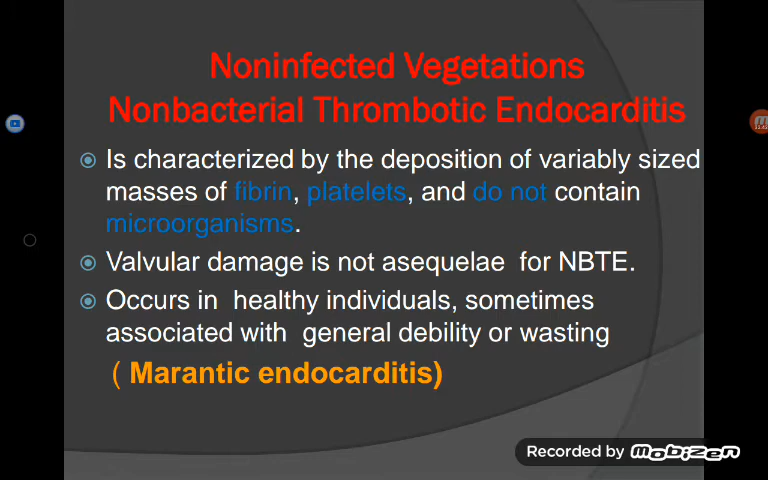 Noninfected Vegetations
Nonbacterial Thrombotic Endocarditis
Is characterized by the deposition of variably sized
masses of fibrin, platelets, and do not contain
microorganisms.
Valvular damage is not asequelae for NBTE.
Occurs in healthy individuals, sometimes
associated with general debility or wasting
( Marantic endocarditis)
Recorded by mobizen